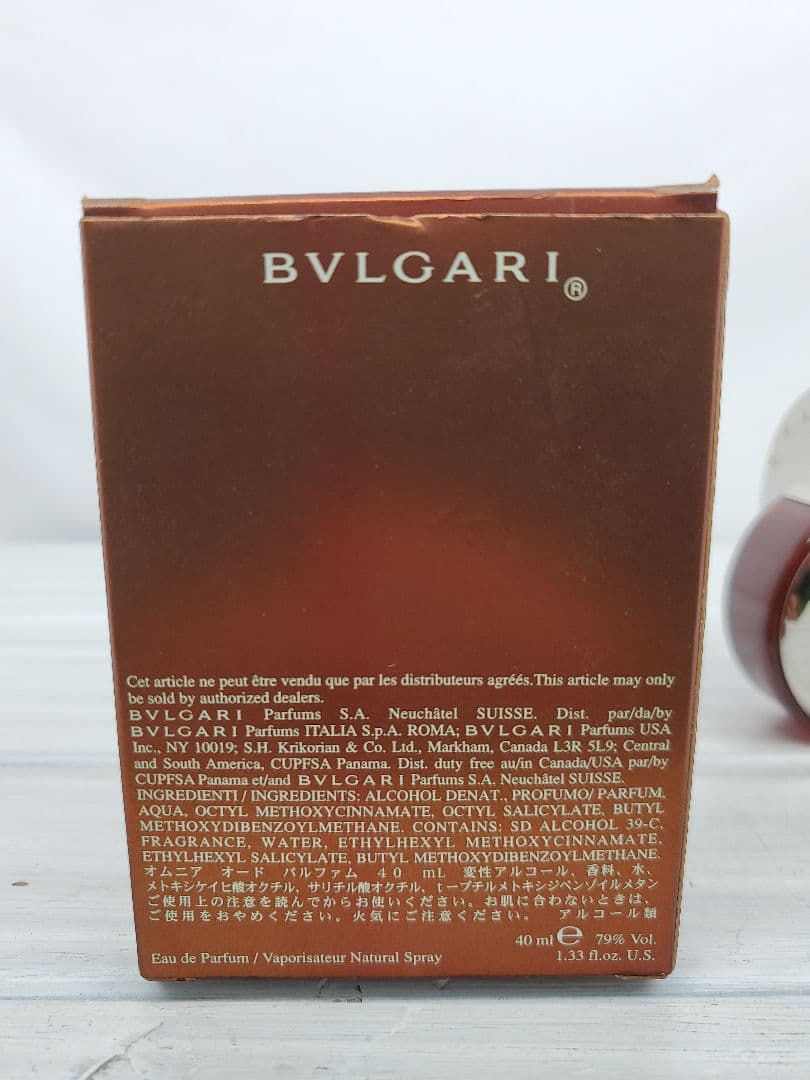 BVLGARI®
Cet article ne peut être vendu que par les distributeurs agréés.This article may only
be sold by authorized dealers.
BVLGARI Parfums S.A. Neuchâtel SUISSE. Dist. par/da/by
BVLGARI Parfums ITALIA S.p.A. ROMA; BVLGARI Parfums USA
Inc., NY 10019; S.H. Krikorian & Co. Ltd., Markham, Canada L3R 5L9; Central
and South America, CUPFSA Panama. Dist. duty free au/in Canada/USA par/by
CUPFSA Panama et/and BVLGARI Parfums S.A. Neuchâtel SUISSE.
INGREDIENTI / INGREDIENTS: ALCOHOL DENAT., PROFUMO/ PARFUM,
AQUA, OCTYL METHOXYCINNAMATE, OCTYL SALICYLATE, BUTYL
METHOXYDIBENZOYLMETHANE. CONTAINS: SD ALCOHOL 39-C,
FRAGRANCE, WATER, ETHYLHEXYL METHOXYCINNAMATE,
ETHYLHEXYL SALICYLATE, BUTYL METHOXYDIBENZOYLMETHANE.
オムニア オード パルファム 40 mL 変性アルコール、香料、水、
メトキシケイヒ酸オクチル、サリチル酸オクチル、t-ブチルメトキシジベンゾイルメタン
ご使用上の注意を読んでからお使いください。お肌に合わないときは、
ご使用をおやめください。火気にご注意ください。 アルコール類
40 ml ℮ 79% Vol.
Eau de Parfum / Vaporisateur Natural Spray 1.33 fl.oz. U.S.